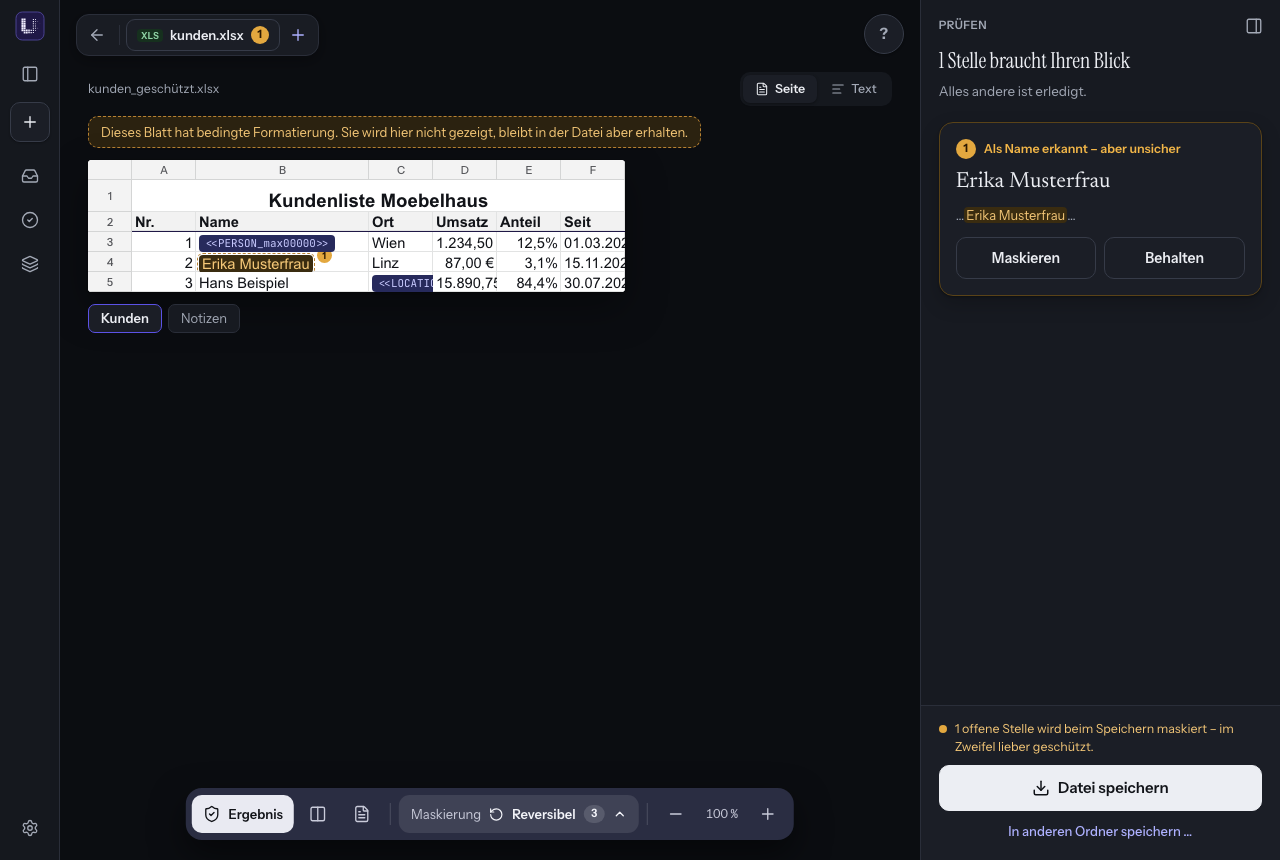 XLS kunden.xlsx 1
?
kunden_geschützt.xlsx
Seite Text
Dieses Blatt hat bedingte Formatierung. Sie wird hier nicht gezeigt, bleibt in der Datei aber erhalten.
A B C D E F
1 Kundenliste Moebelhaus
2 Nr. Name Ort Umsatz Anteil Seit
3 1 <<PERSON_max00000>> Wien 1.234,50 12,5% 01.03.202
4 2 Erika Musterfrau 1 Linz 87,00 € 3,1% 15.11.202
5 3 Hans Beispiel <<LOCATIO 15.890,75 84,4% 30.07.202
Kunden Notizen
Ergebnis
Maskierung Reversibel 3
100 %
PRÜFEN
1 Stelle braucht Ihren Blick
Alles andere ist erledigt.
1 Als Name erkannt – aber unsicher
Erika Musterfrau
… Erika Musterfrau …
Maskieren Behalten
1 offene Stelle wird beim Speichern maskiert – im
Zweifel lieber geschützt.
Datei speichern
In anderen Ordner speichern …